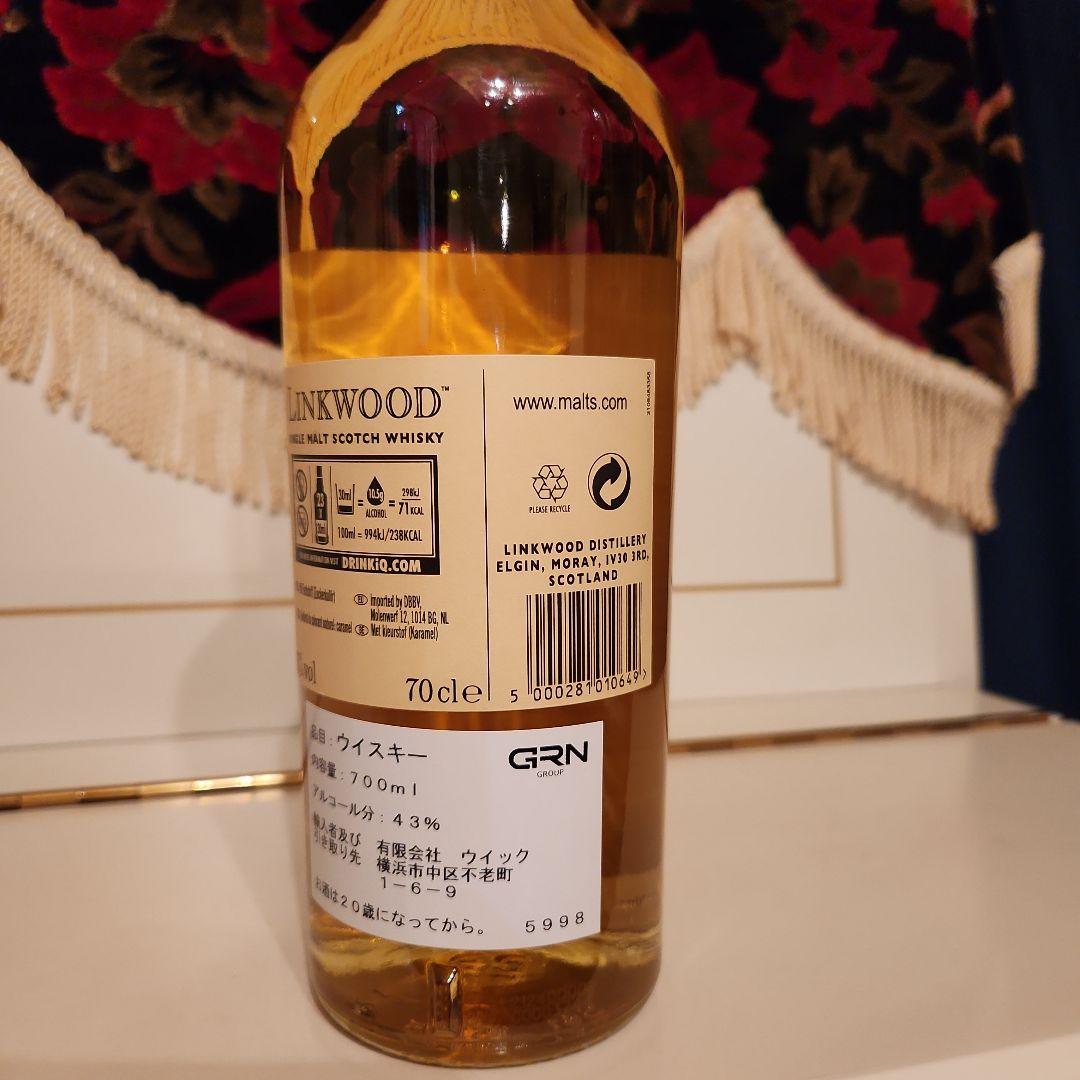 LINKWOOD™
SINGLE MALT SCOTCH WHISKY
30ml = 10.5g ALCOHOL = 298kJ 71KCAL
100ml = 994kJ/238KCAL
DRINKiQ.COM
imported by DBBV,
Molenwerf 12, 1014 BG, NL
Met kleurstof (Karamel)
vol
70cl e
www.malts.com
PLEASE RECYCLE
LINKWOOD DISTILLERY
ELGIN, MORAY, IV30 3RD,
SCOTLAND
5 000281 010649
品目：ウイスキー
内容量：700ml
アルコール分：43%
輸入者及び
引き取り先
有限会社 ウイック
横浜市中区不老町
1-6-9
お酒は20歳になってから。
5998
GRN
GROUP